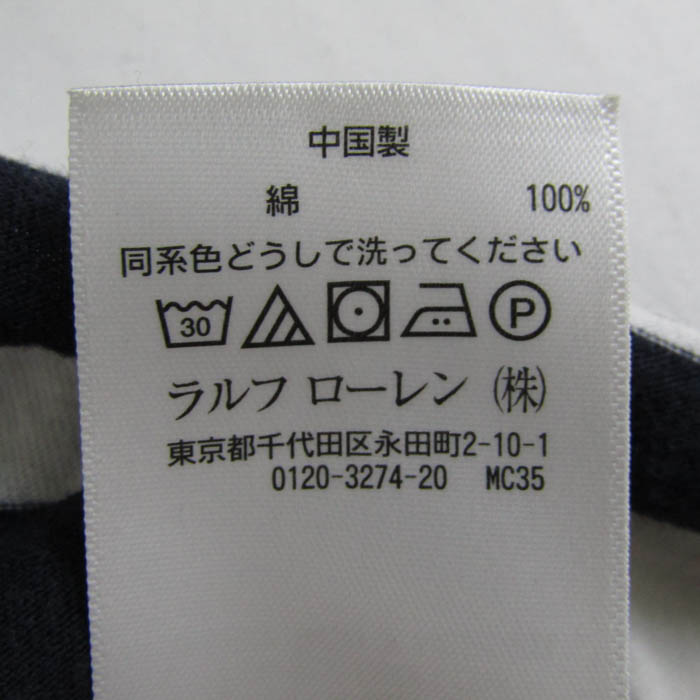 中国製
綿 100%
同系色どうしで洗ってください
30 P
ラルフ ローレン(株)
東京都千代田区永田町2-10-1
0120-3274-20 MC35